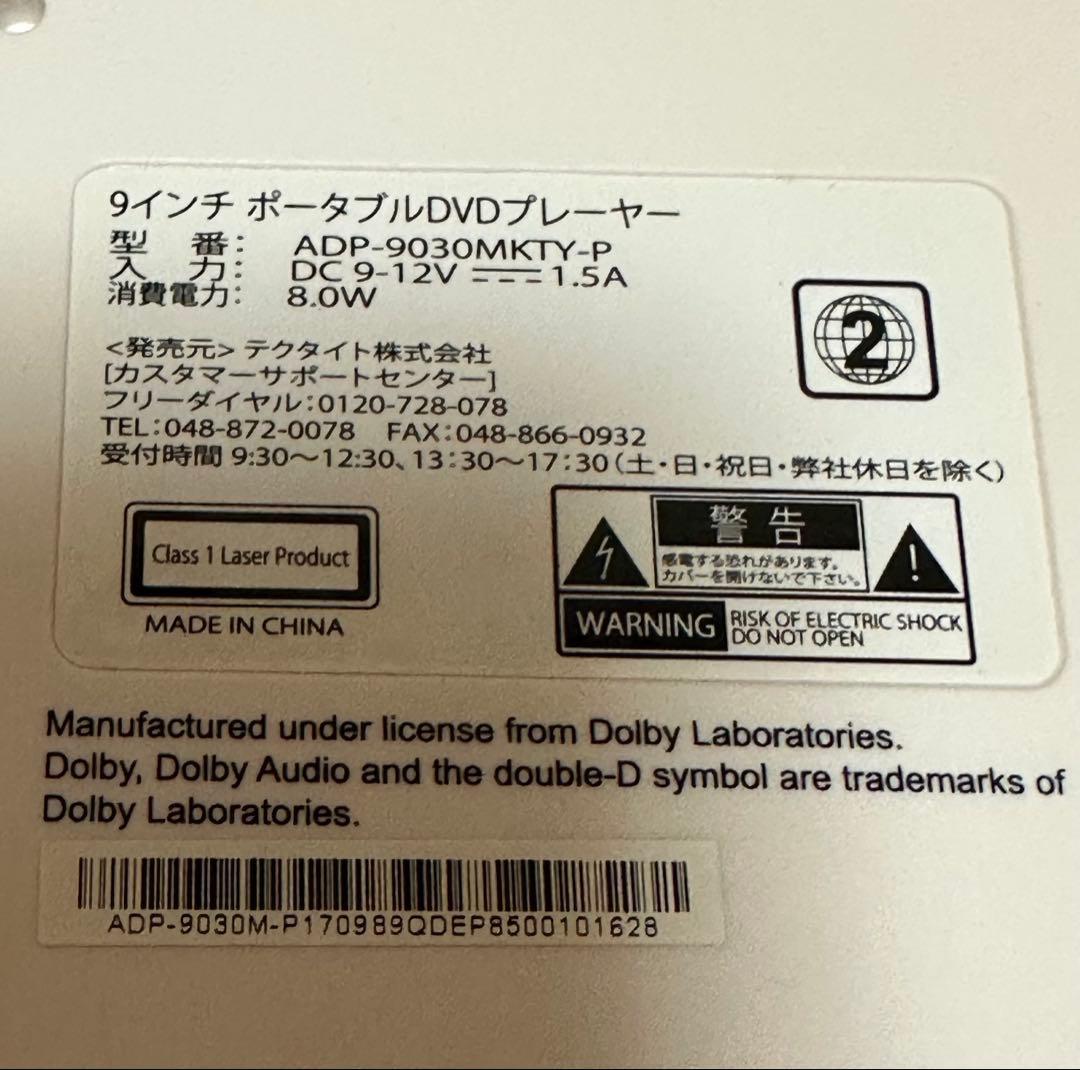 9インチ ポータブルDVDプレーヤー
型 番: ADP-9030MKTY-P
入 力: DC 9-12V ⎓ 1.5A
消費電力: 8.0W
2
<発売元> テクタイト株式会社
[カスタマーサポートセンター]
フリーダイヤル:0120-728-078
TEL:048-872-0078 FAX:048-866-0932
受付時間 9:30〜12:30、13:30〜17:30(土・日・祝日・弊社休日を除く)
Class 1 Laser Product
MADE IN CHINA
警 告
感電する恐れがあります。
カバーを開けないで下さい。
WARNING
RISK OF ELECTRIC SHOCK
DO NOT OPEN
Manufactured under license from Dolby Laboratories.
Dolby, Dolby Audio and the double-D symbol are trademarks of
Dolby Laboratories.
ADP-9030M-P170989QDEP8500101628